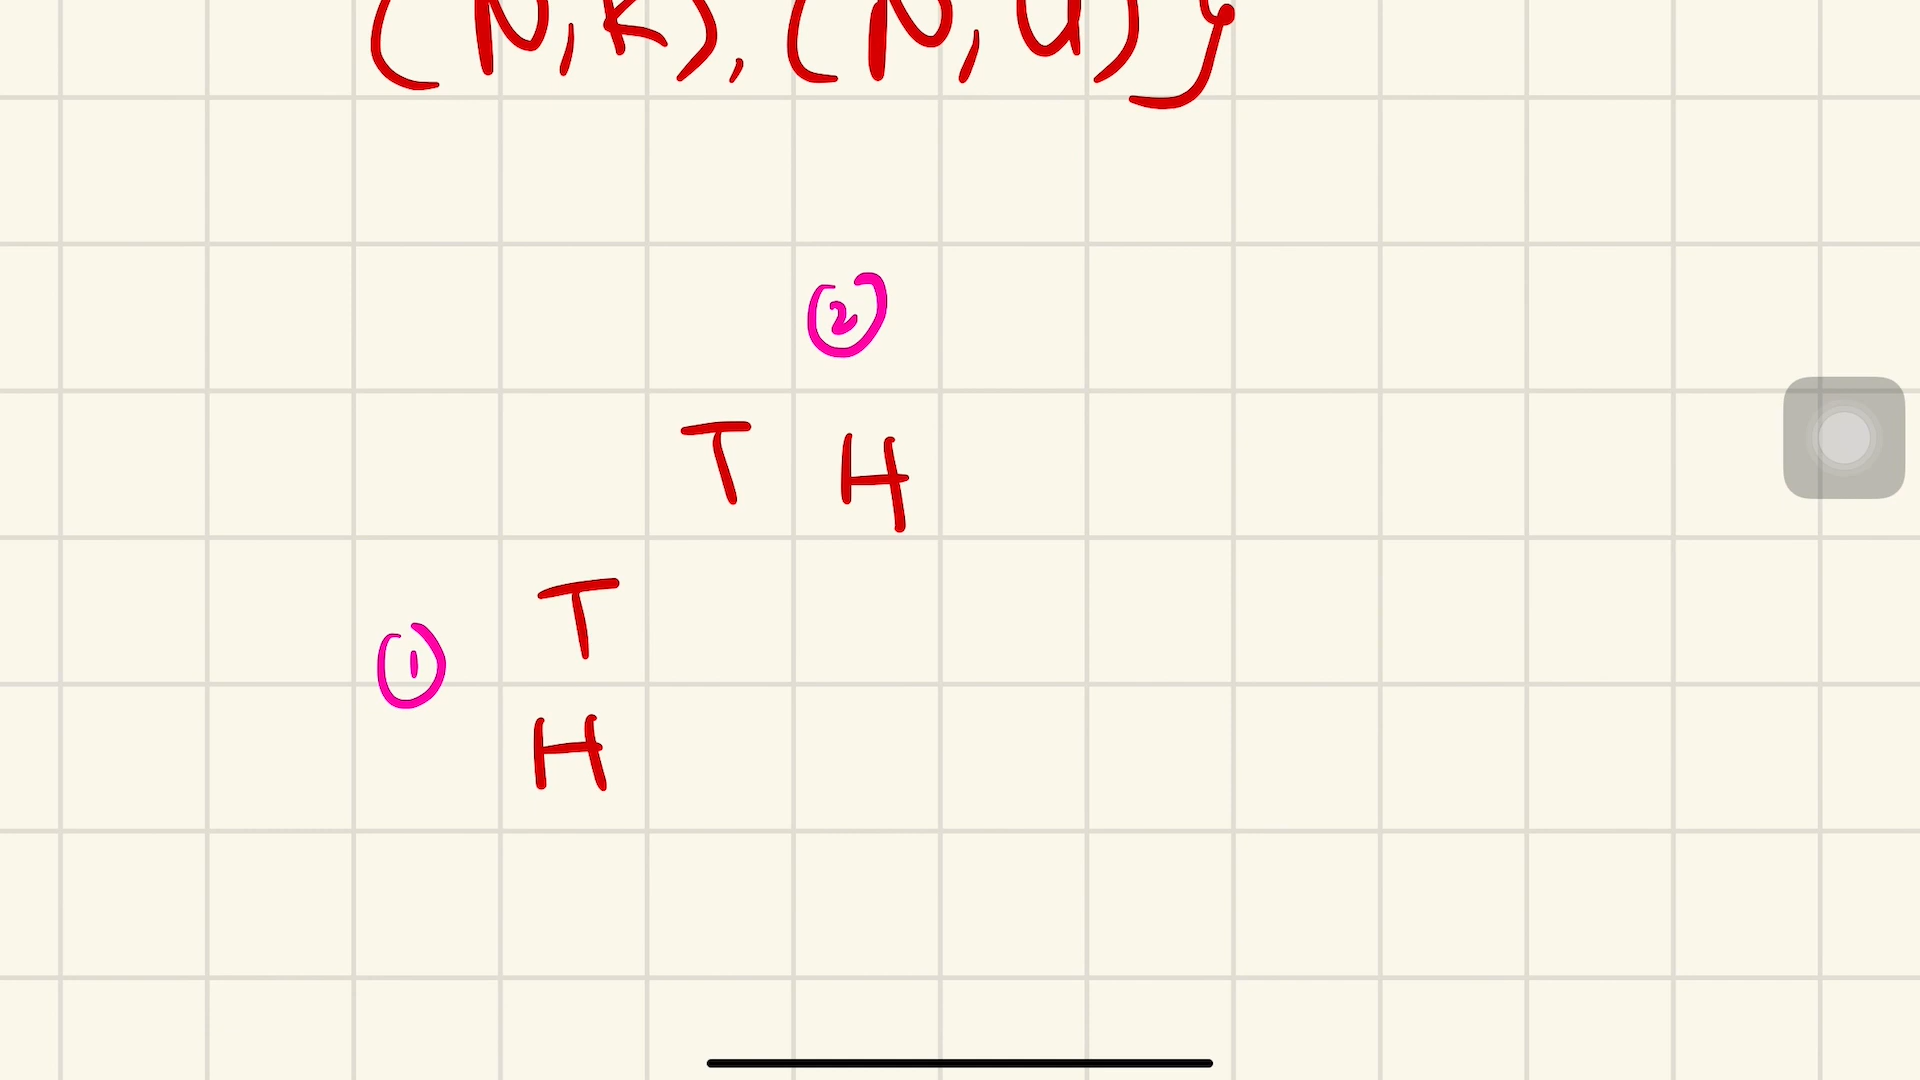 (N,K), (N,U)}
②
T H
T
①
H